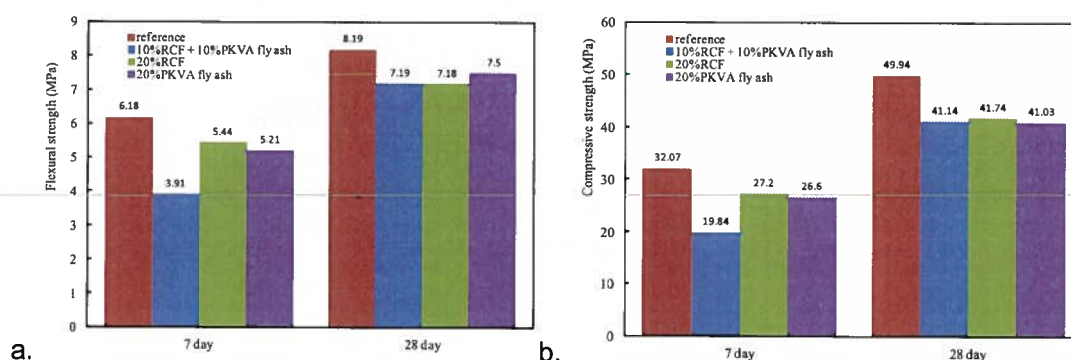 9
8
7
6
5
4
3
2
1
0
Flexural strength (MPa)
reference
10%RCF + 10%PKVA fly ash
20%RCF
20%PKVA fly ash
6.18
3.91
5.44
5.21
8.19
7.19
7.18
7.5
7 day
28 day
a.
60
50
40
30
20
10
0
Compressive strength (MPa)
reference
10%RCF + 10%PKVA fly ash
20%RCF
20%PKVA fly ash
32.07
19.84
27.2
26.6
49.94
41.14
41.74
41.03
7 day
28 day
b.